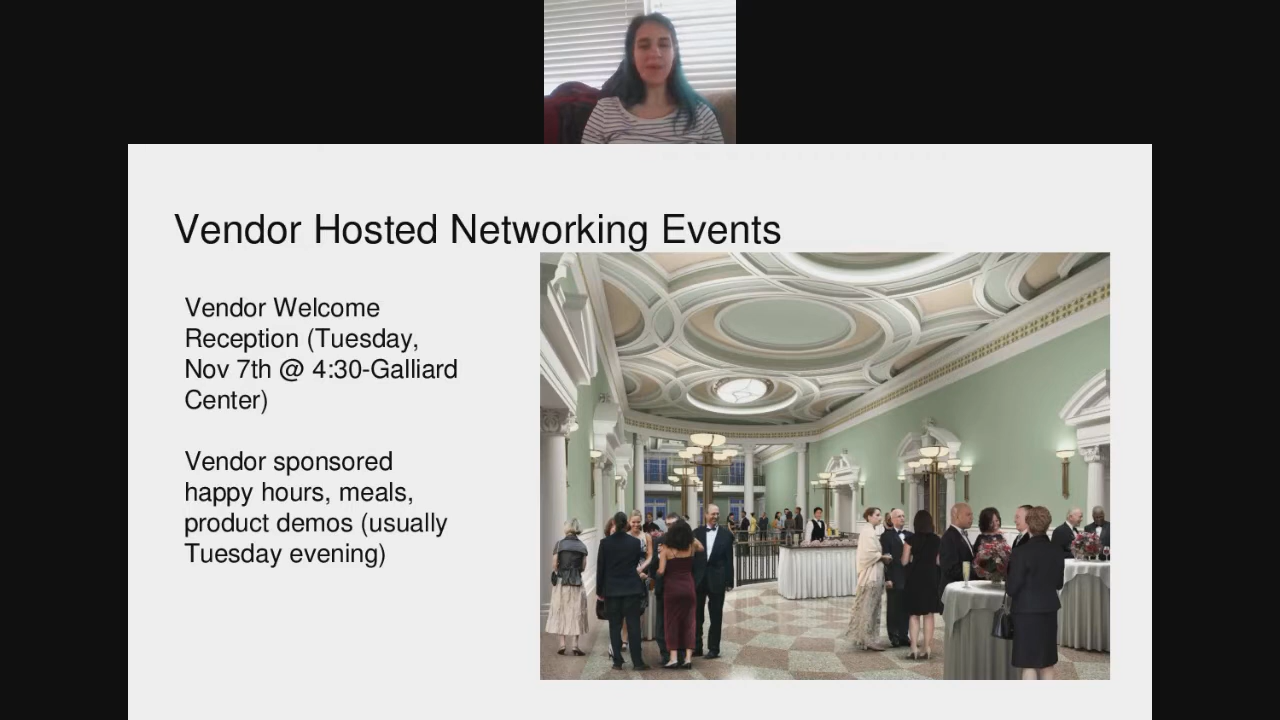 Vendor Hosted Networking Events
Vendor Welcome
Reception (Tuesday,
Nov 7th @ 4:30-Galliard
Center)
Vendor sponsored
happy hours, meals,
product demos (usually
Tuesday evening)